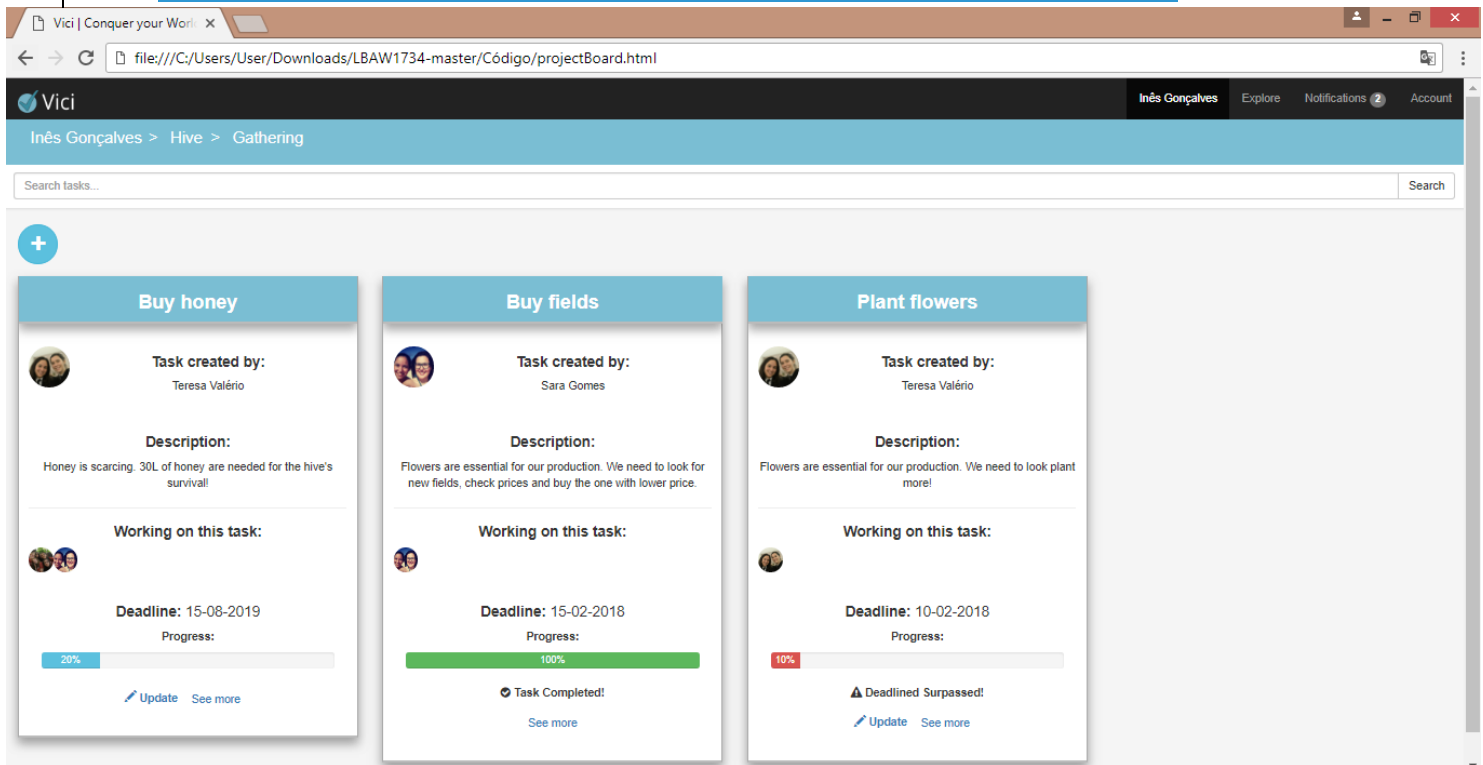 Vici | Conquer your Worl
file:///C:/Users/User/Downloads/LBAW1734-master/Código/projectBoard.html
Vici
Inês Gonçalves Explore Notifications 2 Account
Inês Gonçalves > Hive > Gathering
Search tasks... Search
+
Buy honey
Task created by:
Teresa Valério
Description:
Honey is scarcing. 30L of honey are needed for the hive's
survival!
Working on this task:
Deadline: 15-08-2019
Progress:
20%
Update See more
Buy fields
Task created by:
Sara Gomes
Description:
Flowers are essential for our production. We need to look for
new fields, check prices and buy the one with lower price.
Working on this task:
Deadline: 15-02-2018
Progress:
100%
Task Completed!
See more
Plant flowers
Task created by:
Teresa Valério
Description:
Flowers are essential for our production. We need to look plant
more!
Working on this task:
Deadline: 10-02-2018
Progress:
10%
Deadlined Surpassed!
Update See more